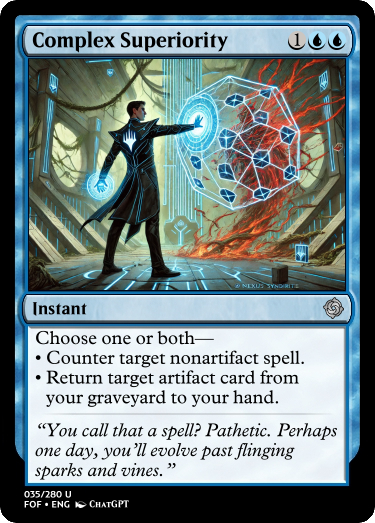 Complex Superiority 1
Instant
Choose one or both—
• Counter target nonartifact spell.
• Return target artifact card from
your graveyard to your hand.
“You call that a spell? Pathetic. Perhaps
one day, you’ll evolve past flinging
sparks and vines.”
035/280 U
FOF • ENG ChatGPT